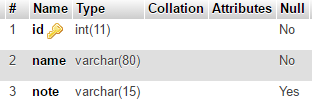 # Name Type Collation Attributes Null
1 id int(11) No
2 name varchar(80) No
3 note varchar(15) Yes